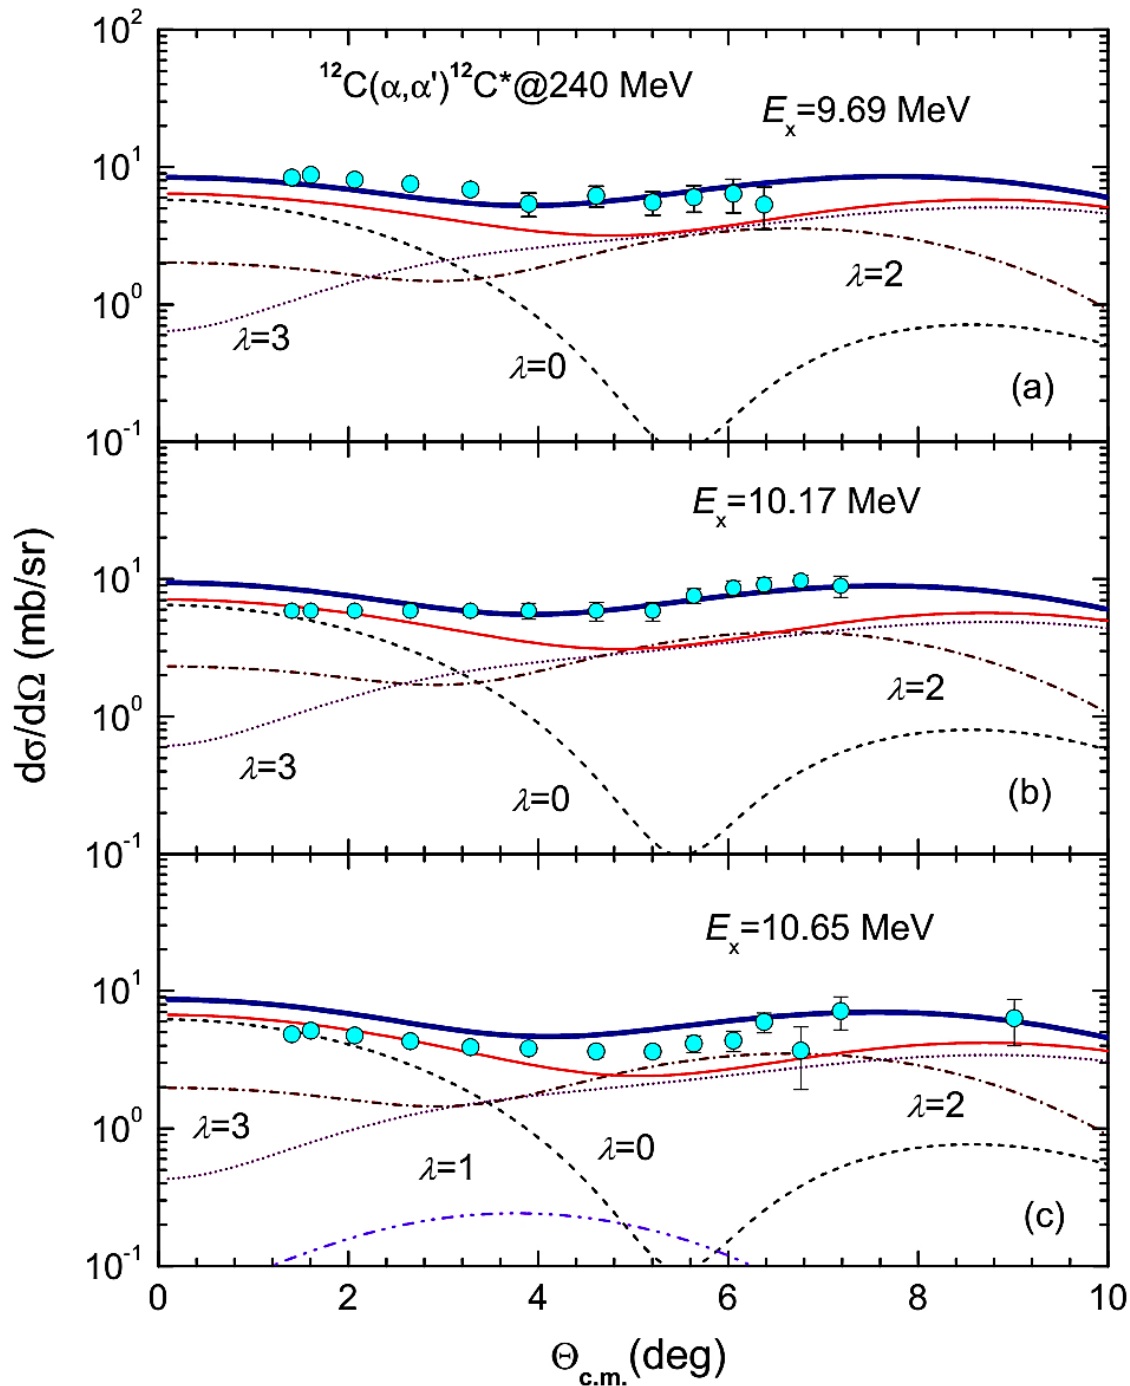 10²
¹²C(α,α')¹²C*@240 MeV
Eₓ=9.69 MeV
10¹
λ=2
10⁰
λ=3
λ=0
(a)
10⁻¹
Eₓ=10.17 MeV
10¹
λ=2
10⁰
λ=3
λ=0
(b)
10⁻¹
dσ/dΩ (mb/sr)
Eₓ=10.65 MeV
10¹
λ=3
λ=2
10⁰
λ=0
λ=1
(c)
10⁻¹
0 2 4 6 8 10
Θc.m. (deg)